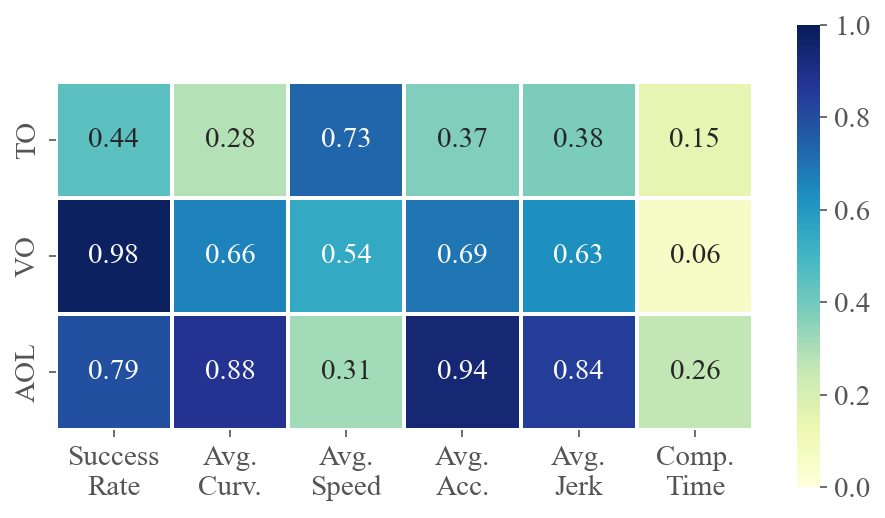 1.0
TO 0.44 0.28 0.73 0.37 0.38 0.15
0.8
0.6
VO 0.98 0.66 0.54 0.69 0.63 0.06
0.4
AOL 0.79 0.88 0.31 0.94 0.84 0.26
0.2
0.0
Success Avg. Avg. Avg. Avg. Comp.
Rate Curv. Speed Acc. Jerk Time